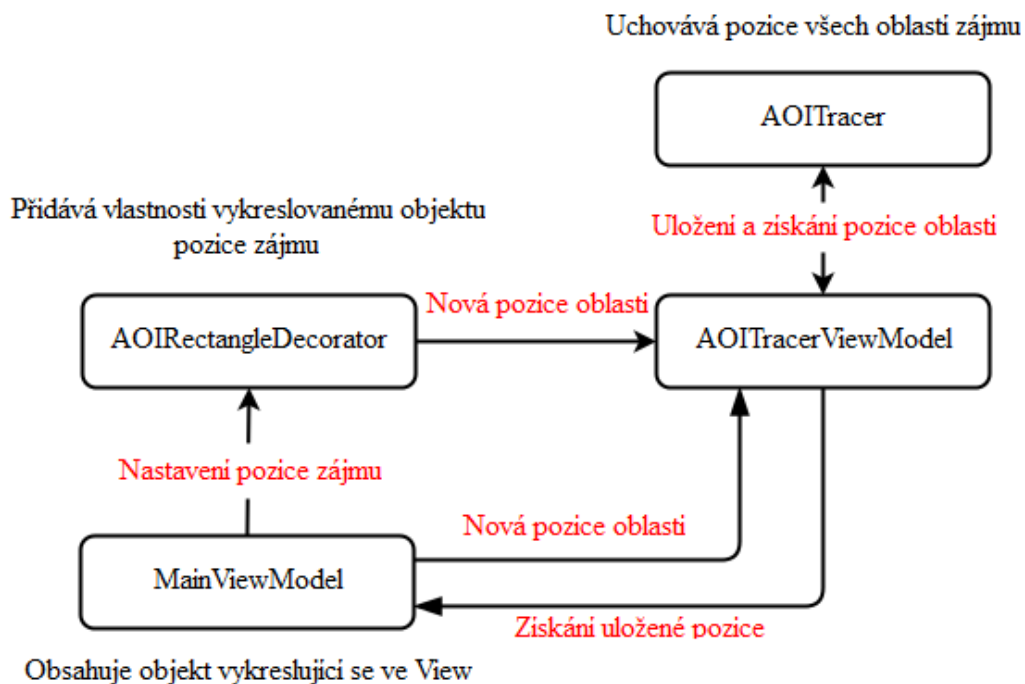 Uchovává pozice všech oblastí zájmu
AOITracer
Uložení a získání pozice oblasti
Přidává vlastnosti vykreslovanému objektu
pozice zájmu
Nová pozice oblasti
AOIRectangleDecorator
AOITracerViewModel
Nastavení pozice zájmu
Nová pozice oblasti
MainViewModel
Získání uložené pozice
Obsahuje objekt vykreslující se ve View